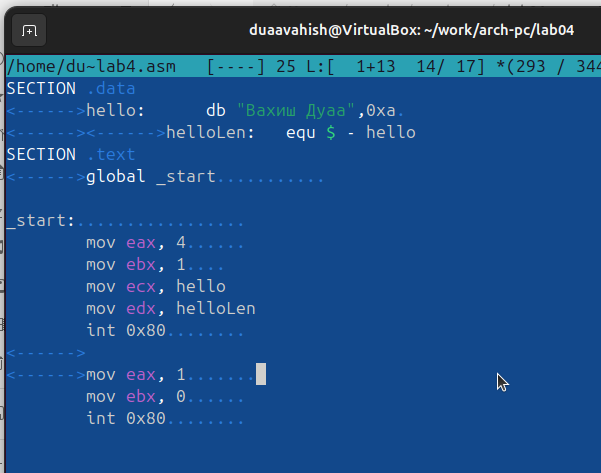 duaavahish@VirtualBox: ~/work/arch-pc/lab04
/home/du~lab4.asm   [----] 25 L:[  1+13  14/ 17] *(293 / 344
SECTION .data
<------>hello:      db "Вахиш Дуаа",0xa.
<------><------>helloLen:   equ $ - hello
SECTION .text
<------>global _start...........
_start:.................
        mov eax, 4......
        mov ebx, 1....
        mov ecx, hello
        mov edx, helloLen
        int 0x80........
<------>
<------>mov eax, 1.......
        mov ebx, 0......
        int 0x80........